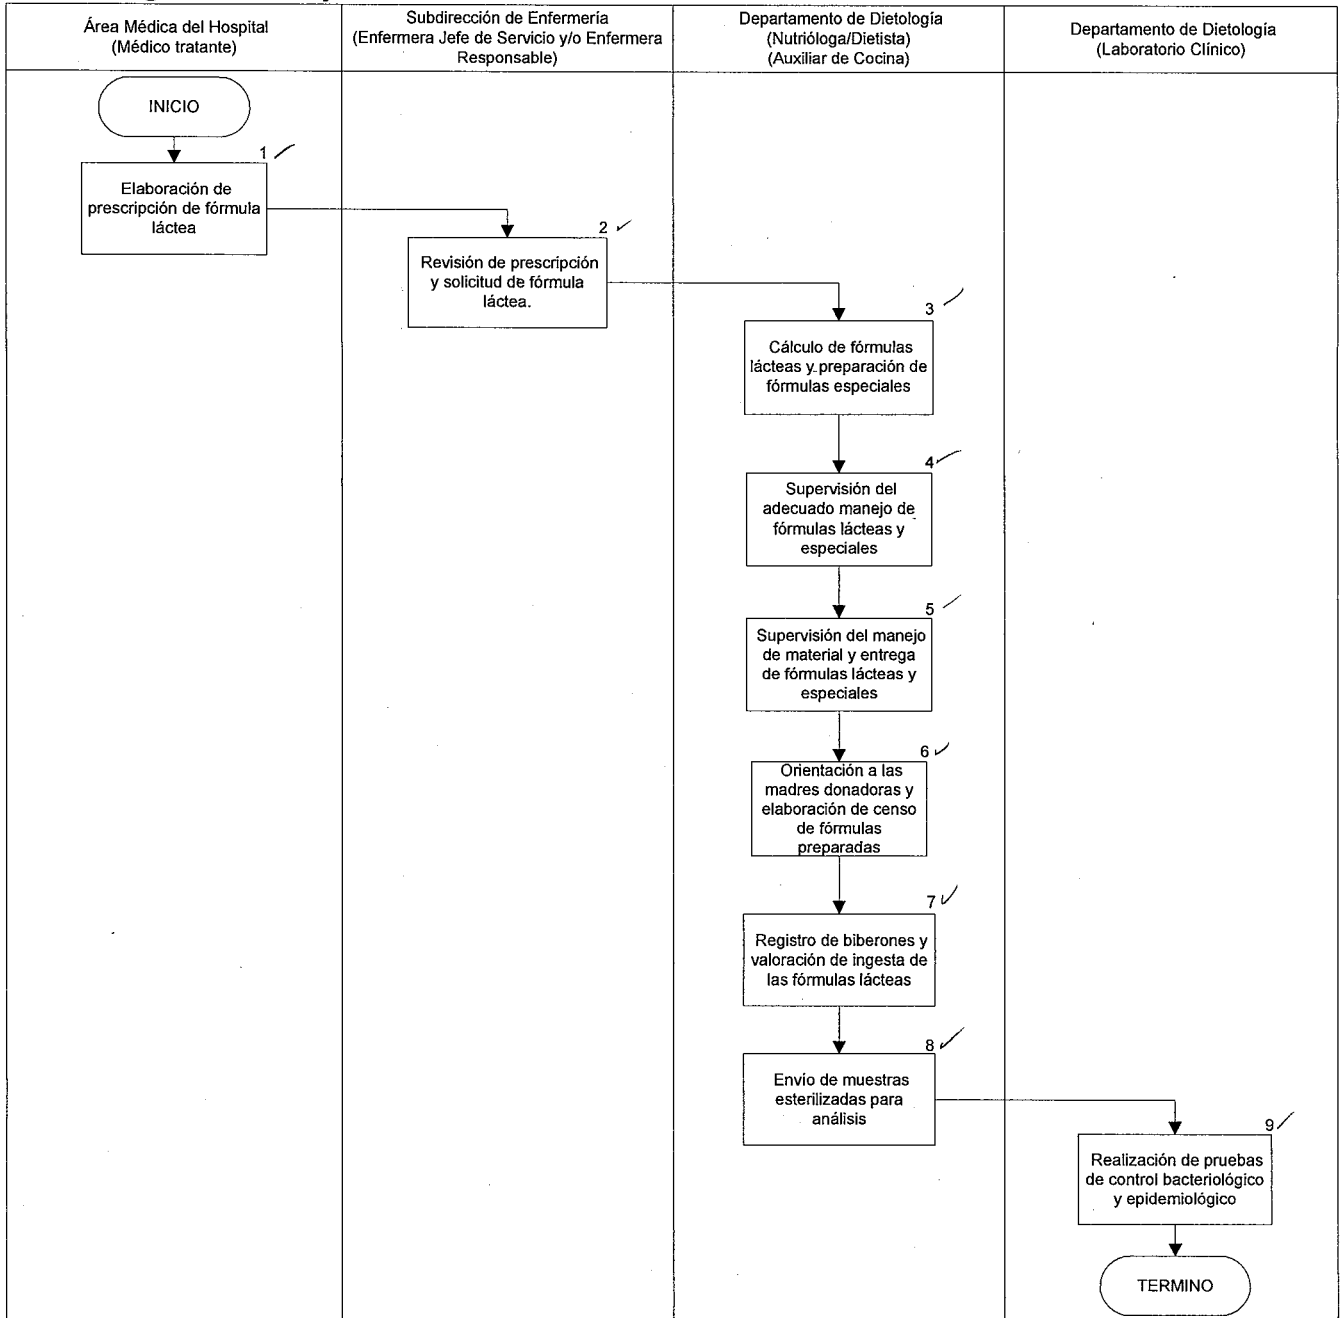 Área Médica del Hospital
(Médico tratante)
Subdirección de Enfermería
(Enfermera Jefe de Servicio y/o Enfermera
Responsable)
Departamento de Dietología
(Nutrióloga/Dietista)
(Auxiliar de Cocina)
Departamento de Dietología
(Laboratorio Clínico)
INICIO
1
Elaboración de
prescripción de fórmula
láctea
2
Revisión de prescripción
y solicitud de fórmula
láctea.
3
Cálculo de fórmulas
lácteas y preparación de
fórmulas especiales
4
Supervisión del
adecuado manejo de
fórmulas lácteas y
especiales
5
Supervisión del manejo
de material y entrega
de fórmulas lácteas y
especiales
6
Orientación a las
madres donadoras y
elaboración de censo
de fórmulas
preparadas
7
Registro de biberones y
valoración de ingesta de
las fórmulas lácteas
8
Envío de muestras
esterilizadas para
análisis
9
Realización de pruebas
de control bacteriológico
y epidemiológico
TERMINO